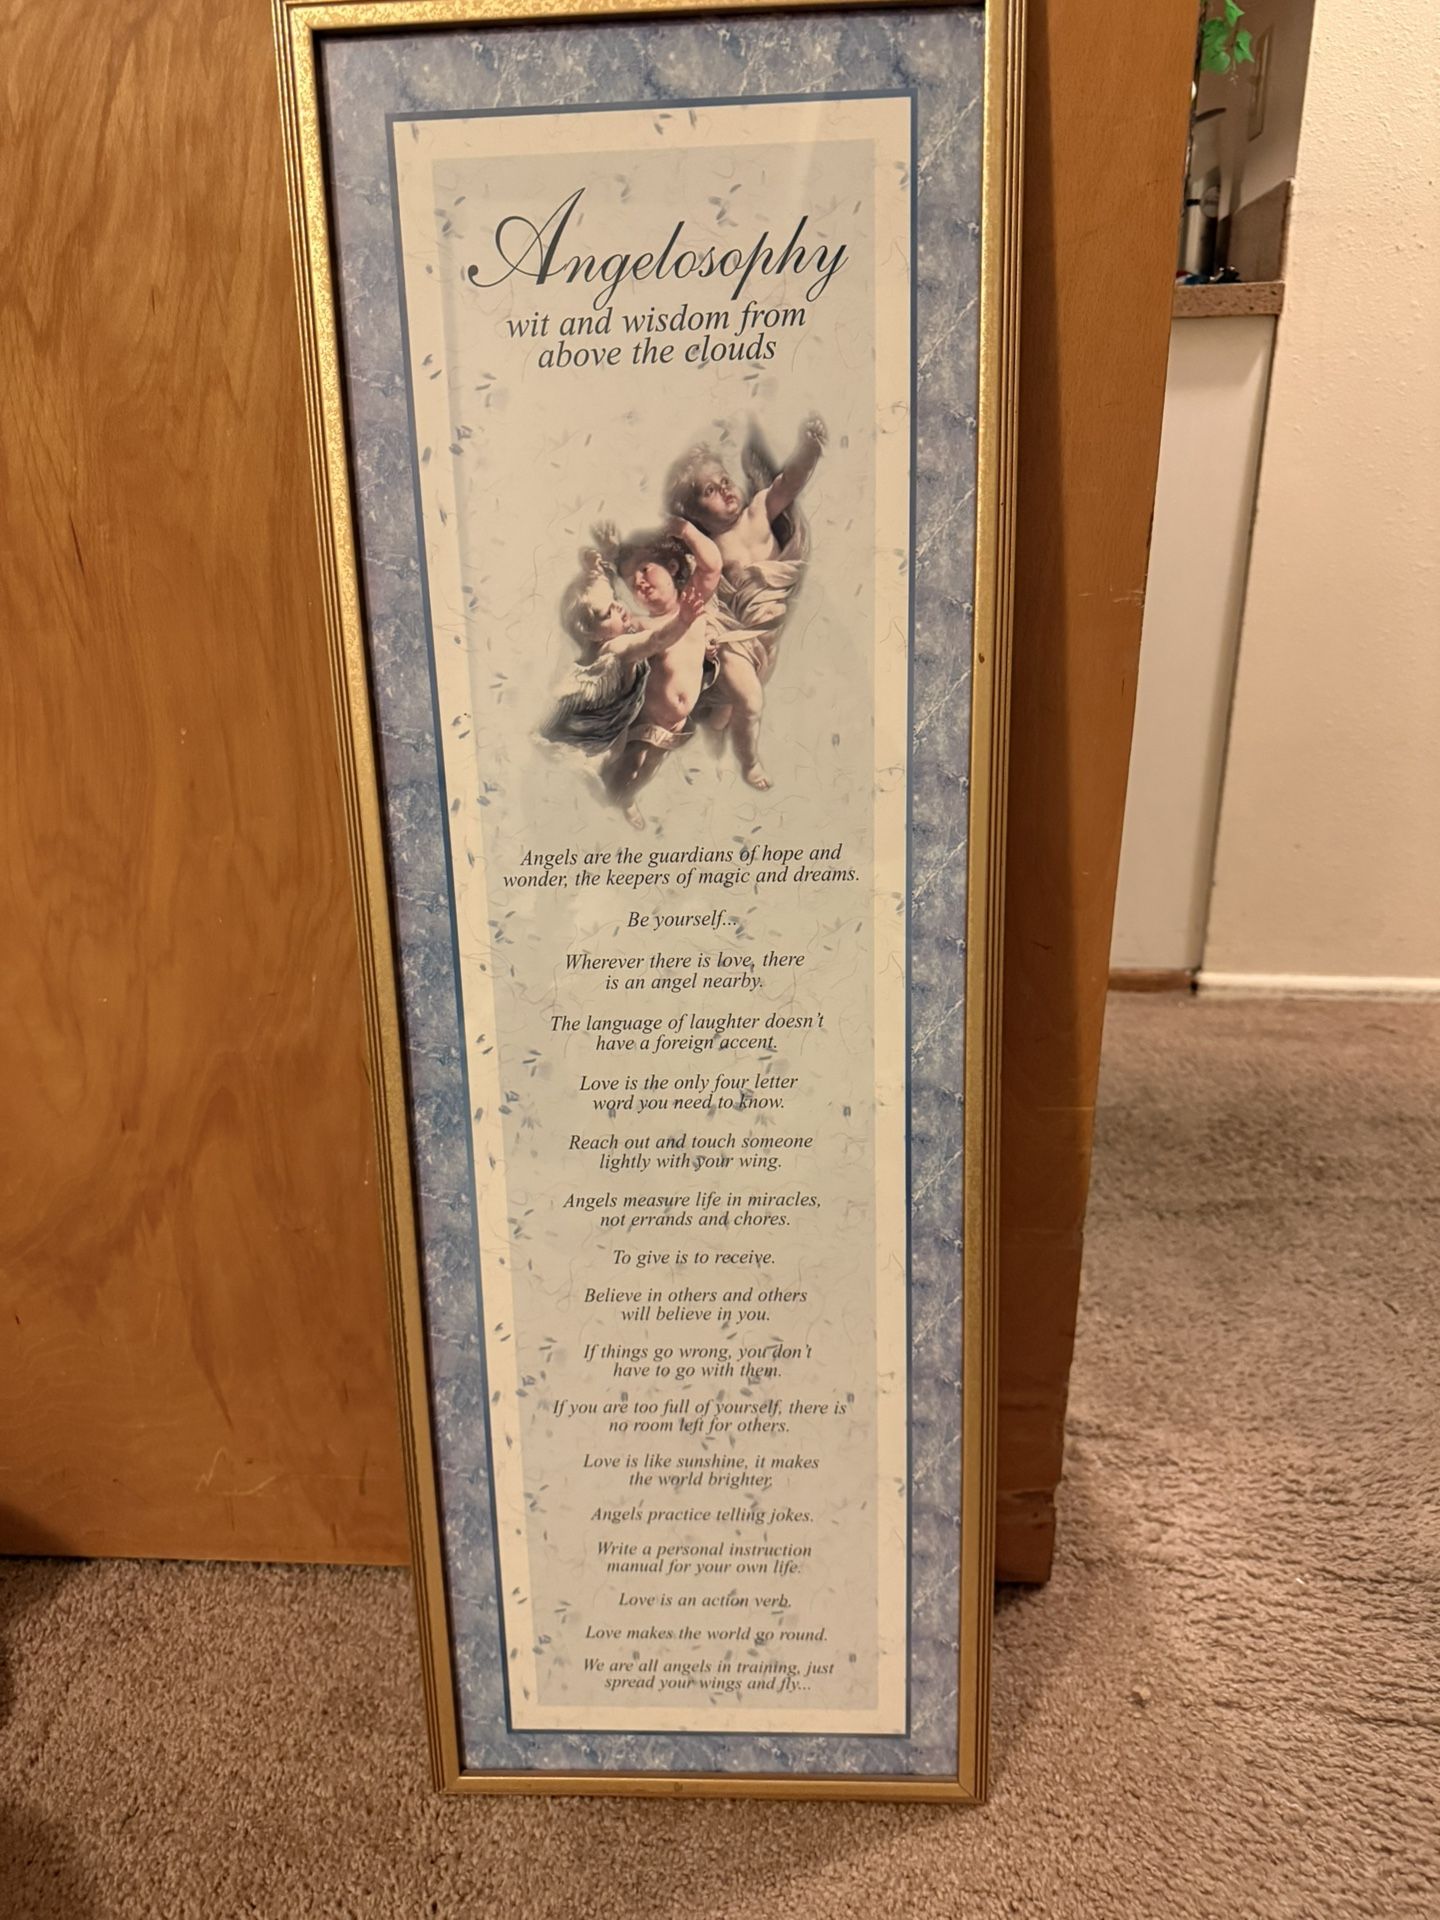 Angelosophy
wit and wisdom from
above the clouds
Angels are the guardians of hope and
wonder, the keepers of magic and dreams.
Be yourself...
Wherever there is love, there
is an angel nearby.
The language of laughter doesn't
have a foreign accent.
Love is the only four letter
word you need to know.
Reach out and touch someone
lightly with your wing.
Angels measure life in miracles,
not errands and chores.
To give is to receive.
Believe in others and others
will believe in you.
If things go wrong, you don't
have to go with them.
If you are too full of yourself, there is
no room left for others.
Love is like sunshine, it makes
the world brighter.
Angels practice telling jokes.
Write a personal instruction
manual for your own life.
Love is an action verb.
Love makes the world go round.
We are all angels in training, just
spread your wings and fly...